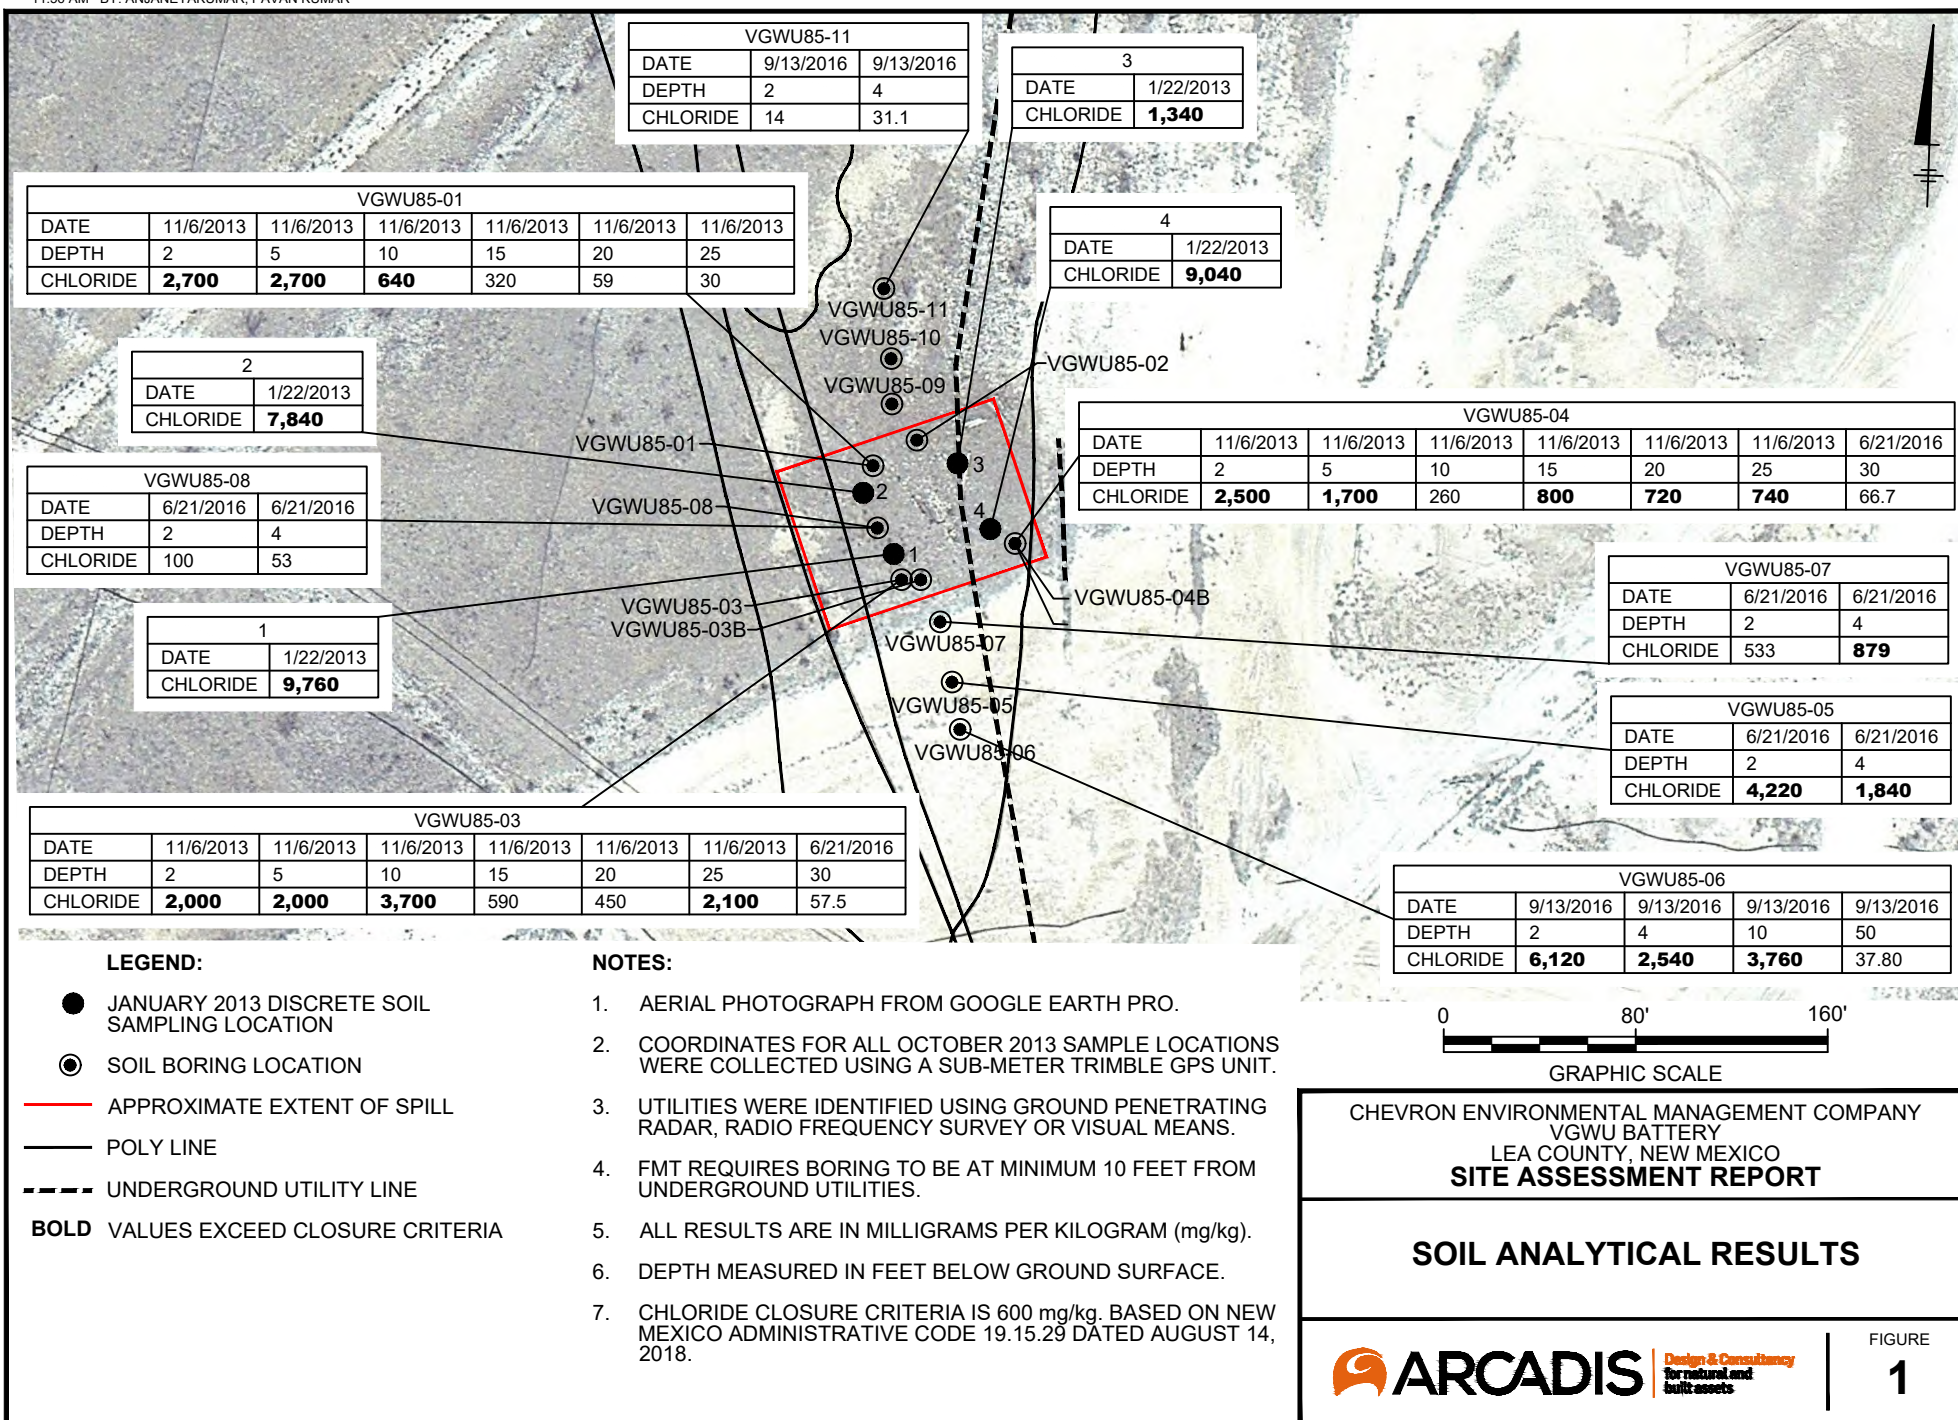 VGWU85-11
DATE 9/13/2016 9/13/2016
DEPTH 2 4
CHLORIDE 14 31.1
3
DATE 1/22/2013
CHLORIDE 1,340
VGWU85-01
DATE 11/6/2013 11/6/2013 11/6/2013 11/6/2013 11/6/2013 11/6/2013
DEPTH 2 5 10 15 20 25
CHLORIDE 2,700 2,700 640 320 59 30
4
DATE 1/22/2013
CHLORIDE 9,040
2
DATE 1/22/2013
CHLORIDE 7,840
VGWU85-11
VGWU85-10
VGWU85-09
VGWU85-02
VGWU85-01
VGWU85-08
3
2
4
1
VGWU85-03
VGWU85-03B
VGWU85-04B
VGWU85-07
VGWU85-05
VGWU85-06
VGWU85-04
DATE 11/6/2013 11/6/2013 11/6/2013 11/6/2013 11/6/2013 11/6/2013 6/21/2016
DEPTH 2 5 10 15 20 25 30
CHLORIDE 2,500 1,700 260 800 720 740 66.7
VGWU85-08
DATE 6/21/2016 6/21/2016
DEPTH 2 4
CHLORIDE 100 53
VGWU85-07
DATE 6/21/2016 6/21/2016
DEPTH 2 4
CHLORIDE 533 879
1
DATE 1/22/2013
CHLORIDE 9,760
VGWU85-05
DATE 6/21/2016 6/21/2016
DEPTH 2 4
CHLORIDE 4,220 1,840
VGWU85-03
DATE 11/6/2013 11/6/2013 11/6/2013 11/6/2013 11/6/2013 11/6/2013 6/21/2016
DEPTH 2 5 10 15 20 25 30
CHLORIDE 2,000 2,000 3,700 590 450 2,100 57.5
VGWU85-06
DATE 9/13/2016 9/13/2016 9/13/2016 9/13/2016
DEPTH 2 4 10 50
CHLORIDE 6,120 2,540 3,760 37.80
LEGEND:
JANUARY 2013 DISCRETE SOIL
SAMPLING LOCATION
SOIL BORING LOCATION
APPROXIMATE EXTENT OF SPILL
POLY LINE
UNDERGROUND UTILITY LINE
BOLD VALUES EXCEED CLOSURE CRITERIA
NOTES:
1. AERIAL PHOTOGRAPH FROM GOOGLE EARTH PRO.
2. COORDINATES FOR ALL OCTOBER 2013 SAMPLE LOCATIONS
WERE COLLECTED USING A SUB-METER TRIMBLE GPS UNIT.
3. UTILITIES WERE IDENTIFIED USING GROUND PENETRATING
RADAR, RADIO FREQUENCY SURVEY OR VISUAL MEANS.
4. FMT REQUIRES BORING TO BE AT MINIMUM 10 FEET FROM
UNDERGROUND UTILITIES.
5. ALL RESULTS ARE IN MILLIGRAMS PER KILOGRAM (mg/kg).
6. DEPTH MEASURED IN FEET BELOW GROUND SURFACE.
7. CHLORIDE CLOSURE CRITERIA IS 600 mg/kg. BASED ON NEW
MEXICO ADMINISTRATIVE CODE 19.15.29 DATED AUGUST 14,
2018.
0 80' 160'
GRAPHIC SCALE
CHEVRON ENVIRONMENTAL MANAGEMENT COMPANY
VGWU BATTERY
LEA COUNTY, NEW MEXICO
SITE ASSESSMENT REPORT
SOIL ANALYTICAL RESULTS
ARCADIS
Design & Consultancy
for natural and
built assets
FIGURE
1